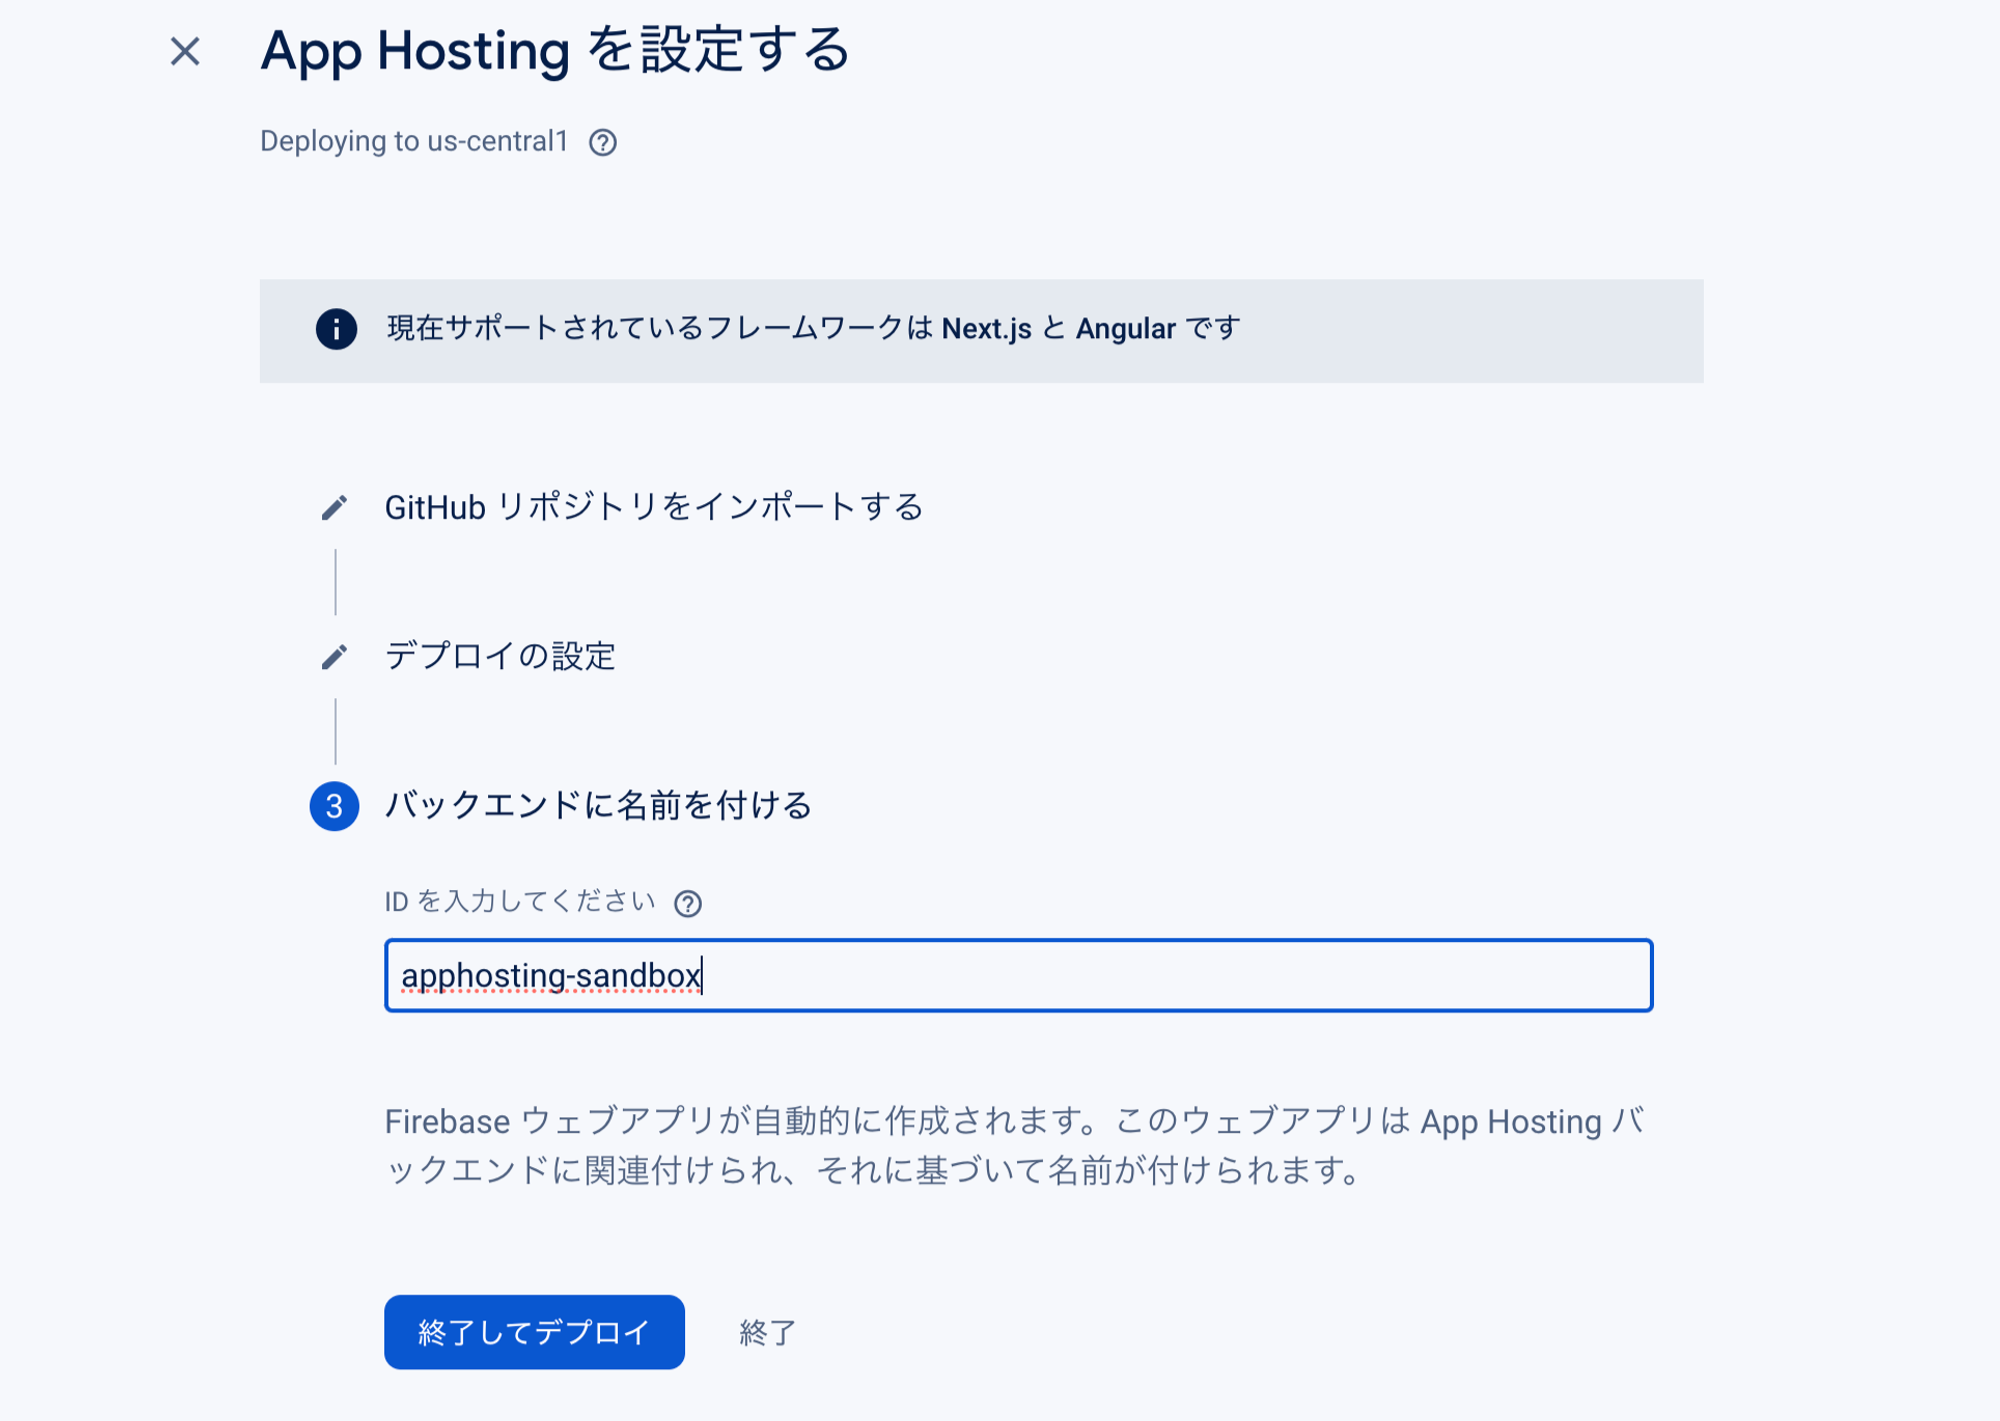 App Hosting を設定する
Deploying to us-central1
現在サポートされているフレームワークは Next.js と Angular です
GitHub リポジトリをインポートする
デプロイの設定
3 バックエンドに名前を付ける
ID を入力してください
apphosting-sandbox
Firebase ウェブアプリが自動的に作成されます。このウェブアプリは App Hosting バ
ックエンドに関連付けられ、それに基づいて名前が付けられます。
終了してデプロイ 終了